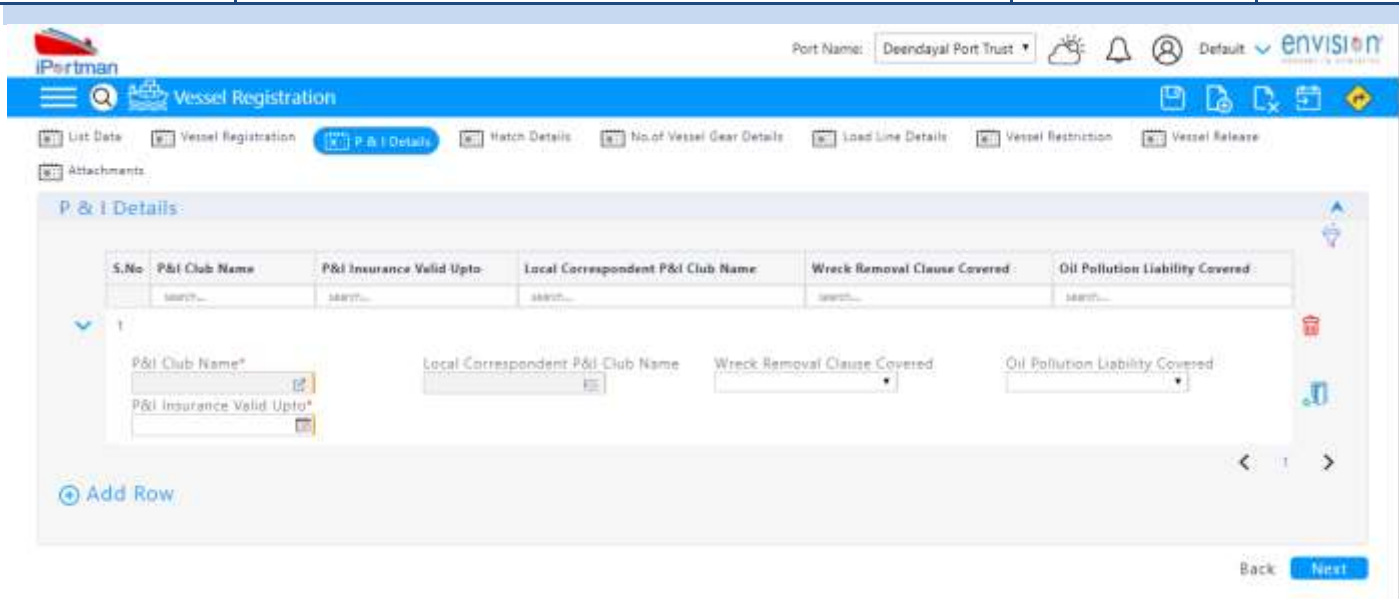 Port Name: Deendayal Port Trust Default envision
iPortman
Vessel Registration
List Data Vessel Registration P & I Details Hatch Details No.of Vessel Gear Details Load Line Details Vessel Restriction Vessel Release
Attachments
P & I Details
S.No P&I Club Name P&I Insurance Valid Upto Local Correspondent P&I Club Name Wreck Removal Clause Covered Oil Pollution Liability Covered
search... search... search... search... search...
1
P&I Club Name* Local Correspondent P&I Club Name Wreck Removal Clause Covered Oil Pollution Liability Covered
P&I Insurance Valid Upto*
1
Add Row
Back Next